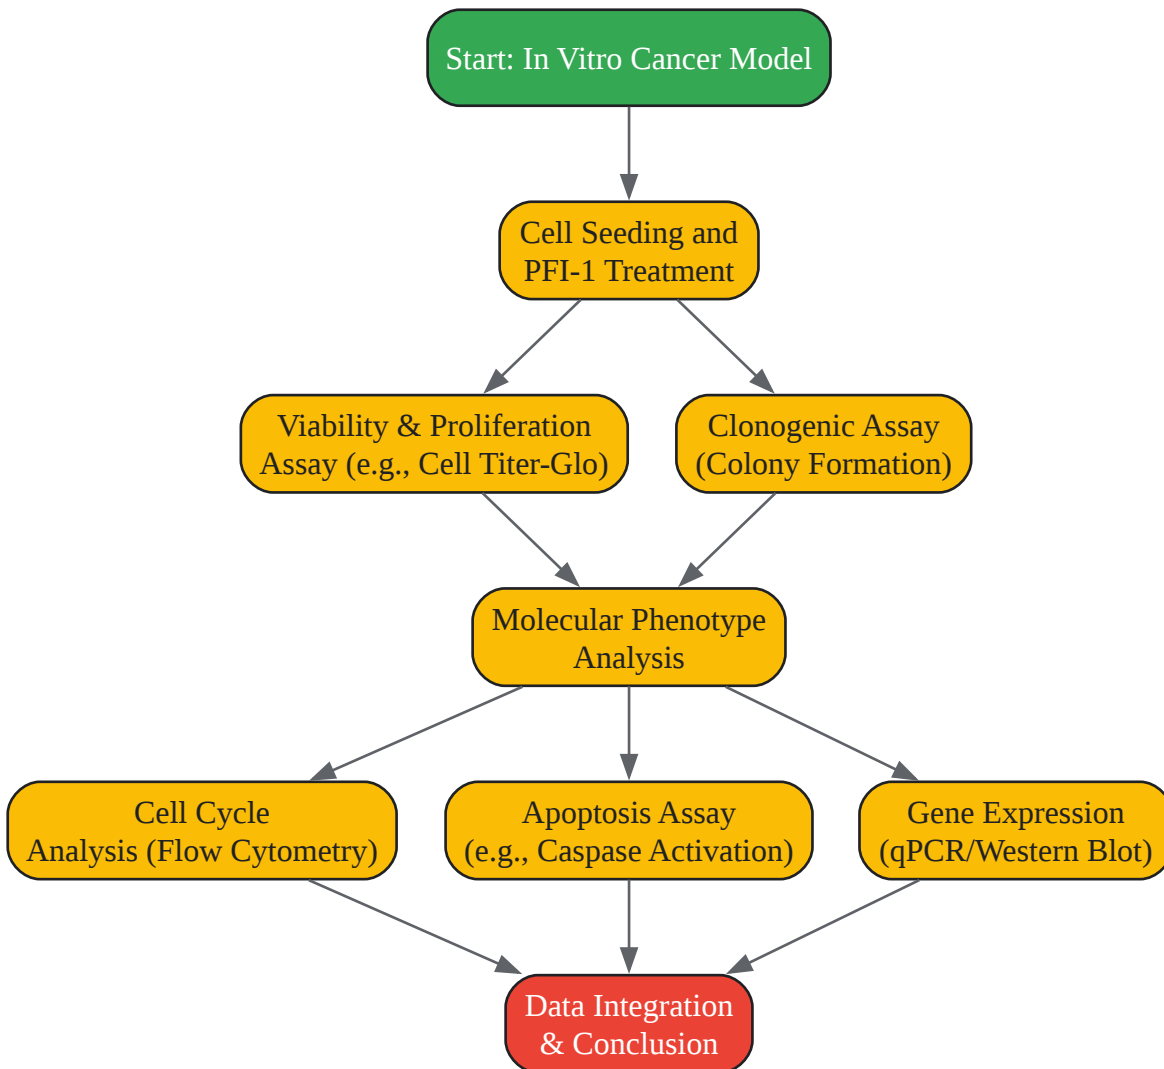 Start: In Vitro Cancer Model
Cell Seeding and
PFI-1 Treatment
Viability & Proliferation
Assay (e.g., Cell Titer-Glo)
Clonogenic Assay
(Colony Formation)
Molecular Phenotype
Analysis
Cell Cycle
Analysis (Flow Cytometry)
Apoptosis Assay
(e.g., Caspase Activation)
Gene Expression
(qPCR/Western Blot)
Data Integration
& Conclusion